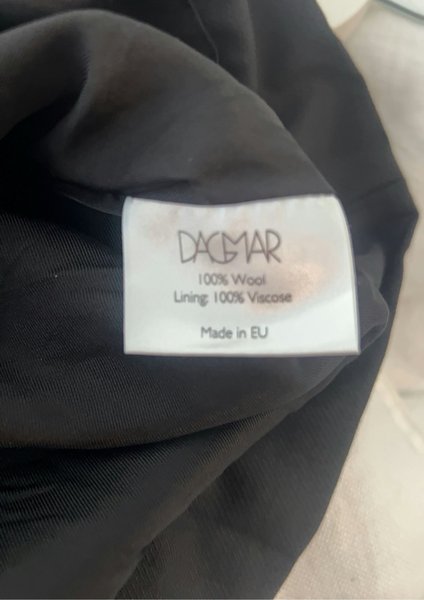 DAGMAR
100% Wool
Lining: 100% Viscose
Made in EU